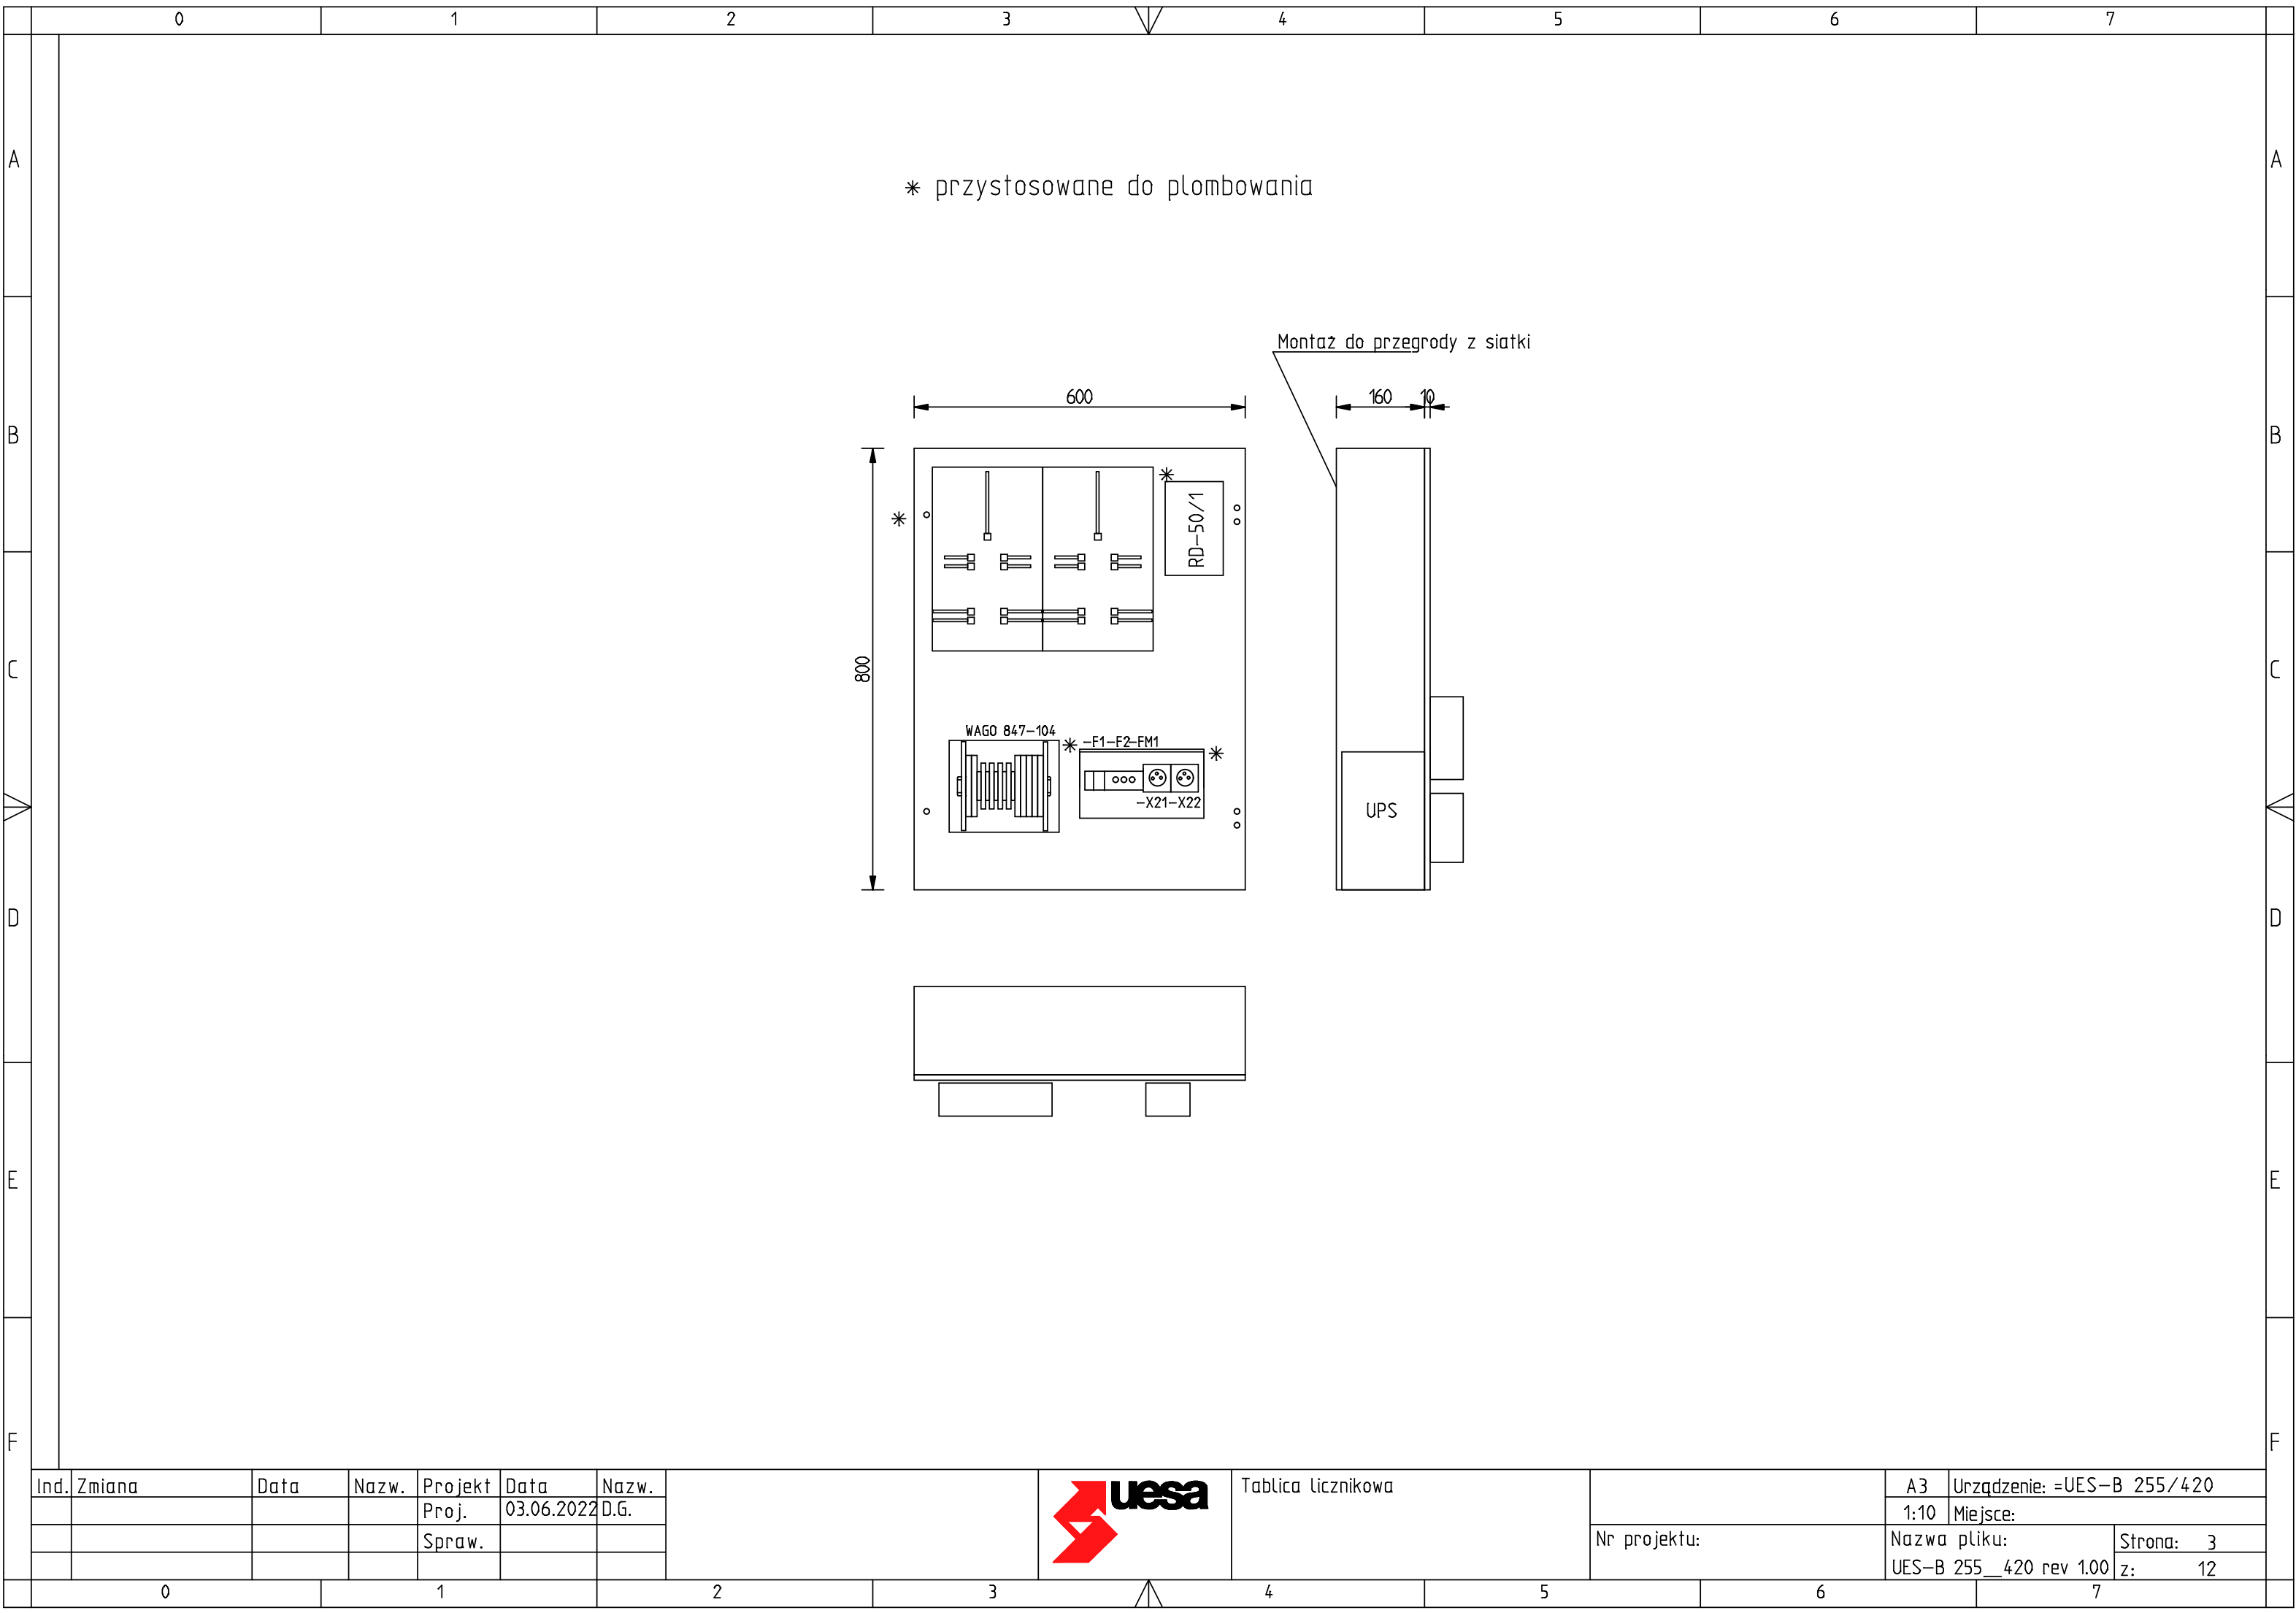 0 1 2 3 4 5 6 7
A A
* przystosowane do plombowania
Montaż do przegrody z siatki
600
160 10
B B
RD-50/1
C C
800
WAGO 847-104
-F1-F2-FM1
-X21-X22
UPS
D D
E E
F F
Ind. Zmiana Data Nazw. Projekt Data Nazw.
Proj. 03.06.2022 D.G.
Spraw.
uesa
Tablica licznikowa
Nr projektu:
A3 Urządzenie: =UES-B 255/420
1:10 Miejsce:
Nazwa pliku:
UES-B 255__420 rev 1.00
Strona: 3
z: 12
0 1 2 3 4 5 6 7